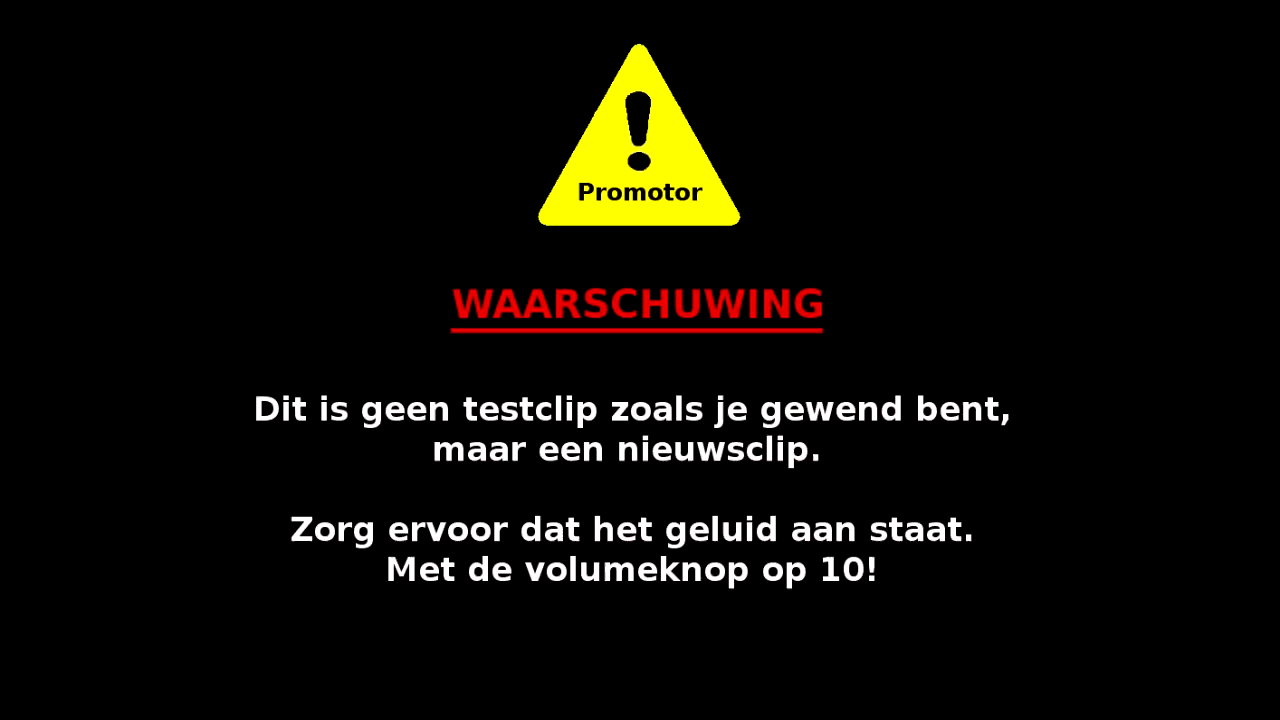 Promotor
WAARSCHUWING
Dit is geen testclip zoals je gewend bent,
maar een nieuwsclip.
Zorg ervoor dat het geluid aan staat.
Met de volumeknop op 10!